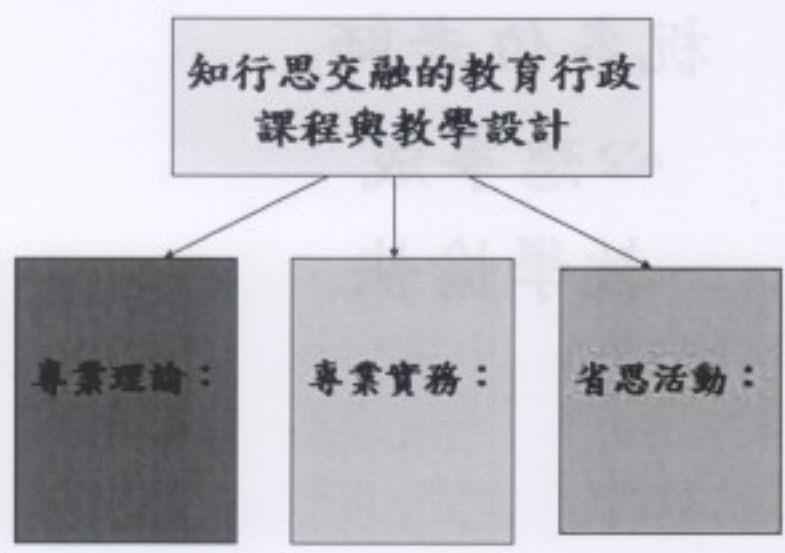 知行思交融的教育行政
課程與教學設計
專業理論：
專業實務：
省思活動：